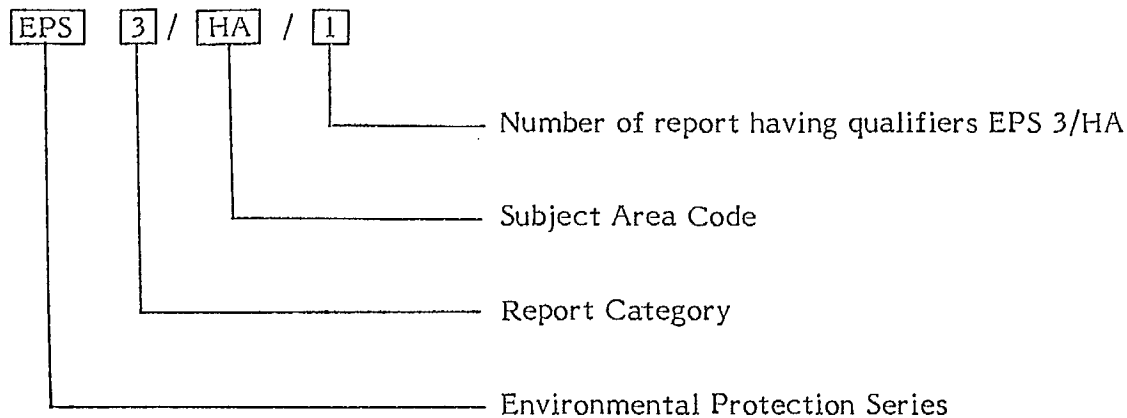 EPS 3 / HA / 1
Number of report having qualifiers EPS 3/HA
Subject Area Code
Report Category
Environmental Protection Series